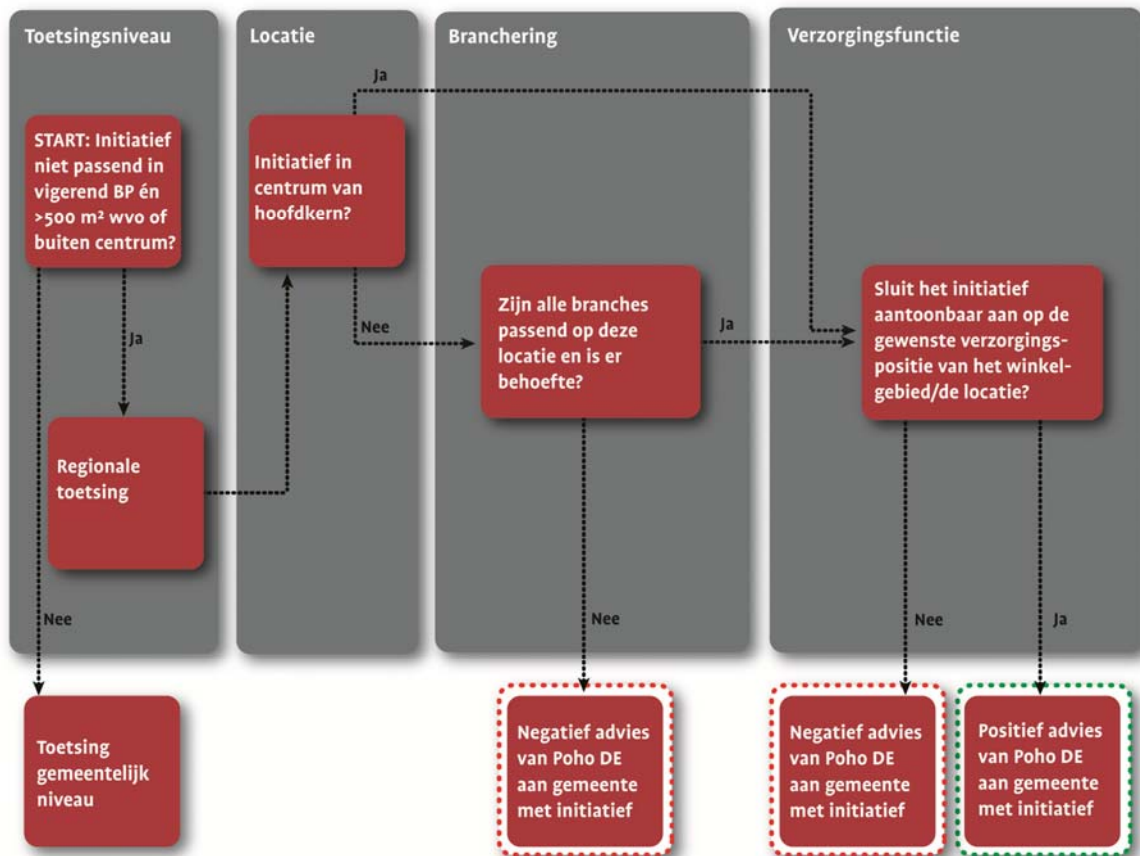 Toetsingsniveau
START: Initiatief
niet passend in
vigerend BP én
>500 m² wvo of
buiten centrum?
Ja
Regionale
toetsing
Nee
Toetsing
gemeentelijk
niveau
Locatie
Ja
Initiatief in
centrum van
hoofdkern?
Nee
Branchering
Zijn alle branches
passend op deze
locatie en is er
behoefte?
Ja
Nee
Negatief advies
van Poho DE
aan gemeente
met initiatief
Verzorgingsfunctie
Sluit het initiatief
aantoonbaar aan op de
gewenste verzorgings-
positie van het winkel-
gebied/de locatie?
Nee
Ja
Negatief advies
van Poho DE
aan gemeente
met initiatief
Positief advies
van Poho DE
aan gemeente
met initiatief